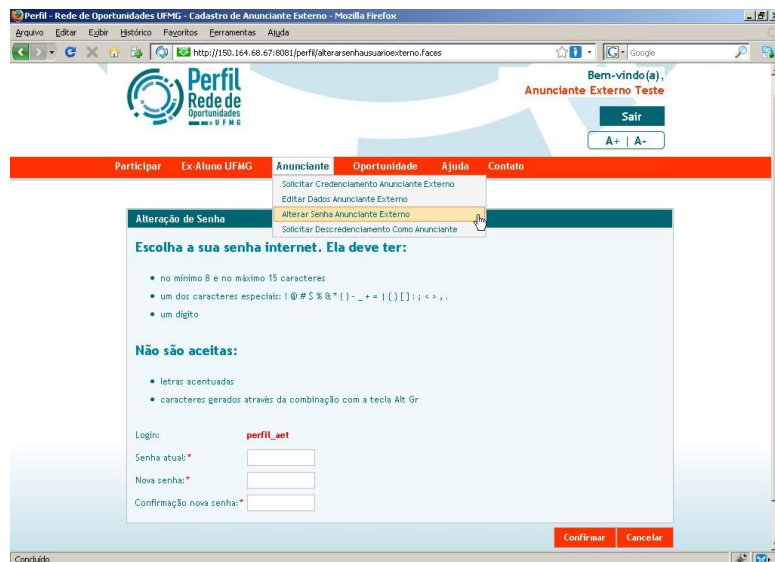 Perfil - Rede de Oportunidades UFMG - Cadastro de Anunciante Externo - Mozilla Firefox
Arquivo Editar Exibir Histórico Favoritos Ferramentas Ajuda
http://150.164.68.67:8081/perfil/alterarsenhausuarioexterno.faces
Google
Perfil
Rede de
Oportunidades
UFMG
Bem-vindo(a),
Anunciante Externo Teste
Sair
A+ | A-
Participar Ex-Aluno UFMG Anunciante Oportunidade Ajuda Contato
Solicitar Credenciamento Anunciante Externo
Editar Dados Anunciante Externo
Alterar Senha Anunciante Externo
Solicitar Descredenciamento Como Anunciante
Alteração de Senha
Escolha a sua senha internet. Ela deve ter:
no mínimo 8 e no máximo 15 caracteres
um dos caracteres especiais: ! @ # $ % & * ( ) - _ + = | { } [ ] : ; < > , .
um dígito
Não são aceitas:
letras acentuadas
caracteres gerados através da combinação com a tecla Alt Gr
Login: perfil_aet
Senha atual:*
Nova senha:*
Confirmação nova senha:*
Confirmar Cancelar
Concluído